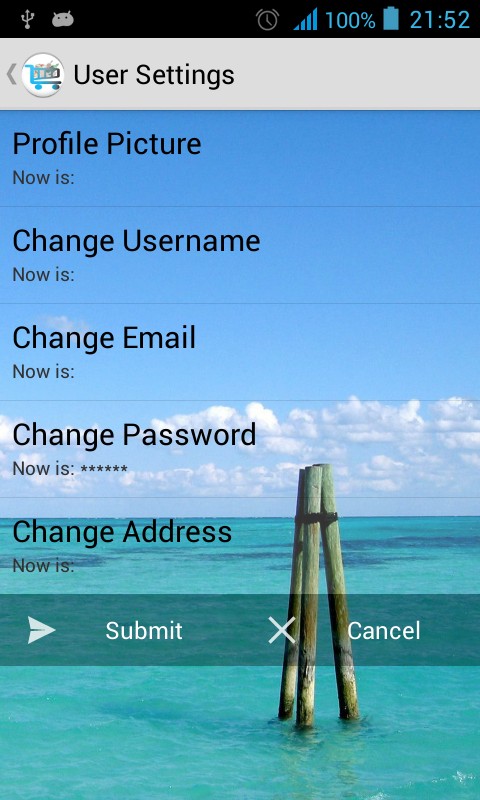 100% 21:52
User Settings
Profile Picture
Now is:
Change Username
Now is:
Change Email
Now is:
Change Password
Now is: ******
Change Address
Now is:
Submit Cancel